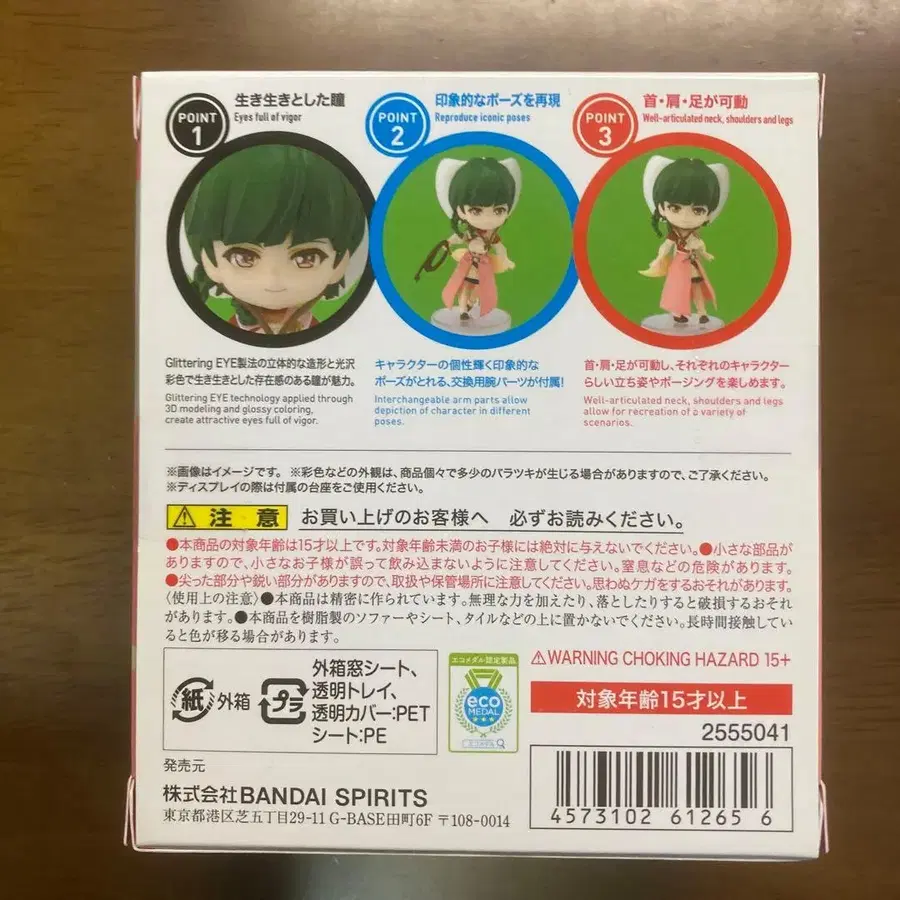 POINT
1
生き生きとした瞳
Eyes full of vigor
POINT
2
印象的なポーズを再現
Reproduce iconic poses
POINT
3
首・肩・足が可動
Well-articulated neck, shoulders and legs
Glittering EYE製法の立体的な造形と光沢
彩色で生き生きとした存在感のある瞳が魅力。
Glittering EYE technology applied through
3D modeling and glossy coloring,
create attractive eyes full of vigor.
キャラクターの個性輝く印象的な
ポーズがとれる、交換用腕パーツが付属!
Interchangeable arm parts allow
depiction of character in different
poses.
首・肩・足が可動し、それぞれのキャラクター
らしい立ち姿やポージングを楽しめます。
Well-articulated neck, shoulders and legs
allow for recreation of a variety of
scenarios.
※画像はイメージです。 ※彩色などの外観は、商品個々で多少のバラツキが生じる場合がありますので、ご了承ください。
※ディスプレイの際は付属の台座をご使用ください。
注意 お買い上げのお客様へ 必ずお読みください。
●本商品の対象年齢は15才以上です。対象年齢未満のお子様には絶対に与えないでください。●小さな部品が
ありますので、小さなお子様が誤って飲み込まないように注意してください。窒息などの危険があります。
●尖った部分や鋭い部分がありますので、取扱や保管場所に注意してください。思わぬケガをするおそれがあります。
〈使用上の注意〉●本商品は精密に作られています。無理な力を加えたり、落としたりすると破損するおそれ
があります。●本商品を樹脂製のソファーやシート、タイルなどの上に置かないでください。長時間接触してい
ると色が移る場合があります。
紙 外箱
プラ
外箱窓シート、
透明トレイ、
透明カバー:PET
シート:PE
エコメダル認定製品
eco
MEDAL
エコメダル
⚠WARNING CHOKING HAZARD 15+
対象年齢15才以上
2555041
発売元
株式会社BANDAI SPIRITS
東京都港区芝五丁目29-11 G-BASE田町6F 〒108-0014
4573102 61265 6